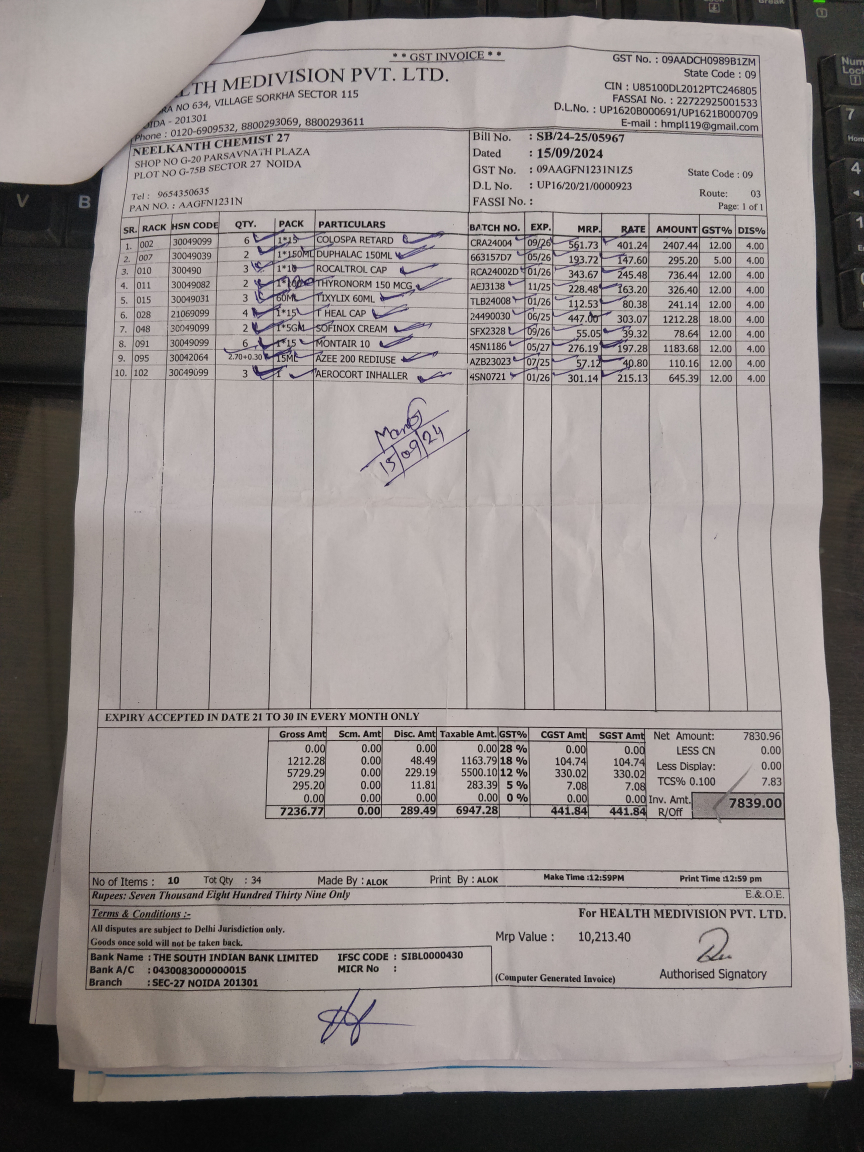 * * GST INVOICE * *
GST No. : 09AADCH0989B1ZM
State Code : 09
CIN : U85100DL2012PTC246805
FASSAI No. : 22722925001533
D.L.No. : UP1620B000691/UP1621B000709
E-mail : hmpl119@gmail.com
LTH MEDIVISION PVT. LTD.
RA NO 634, VILLAGE SORKHA SECTOR 115
IDA - 201301
Phone : 0120-6909532, 8800293069, 8800293611
NEELKANTH CHEMIST 27
SHOP NO G-20 PARSAVNATH PLAZA
PLOT NO G-75B SECTOR 27 NOIDA
Tel : 9654350635
PAN NO. : AAGFN1231N
Bill No. : SB/24-25/05967
Dated : 15/09/2024
GST No. : 09AAGFN1231N1Z5 State Code : 09
D.L No. : UP16/20/21/0000923
Route: 03
FASSI No. : Page: 1 of 1
SR. RACK HSN CODE QTY. PACK PARTICULARS BATCH NO. EXP. MRP. RATE AMOUNT GST% DIS%
1. 002 30049099 6 1*15 COLOSPA RETARD CRA24004 09/26 561.73 401.24 2407.44 12.00 4.00
2. 007 30049039 2 1*150ML DUPHALAC 150ML 663157D7 05/26 193.72 147.60 295.20 5.00 4.00
3. 010 300490 3 1*10 ROCALTROL CAP RCA24002D 01/26 343.67 245.48 736.44 12.00 4.00
4. 011 30049082 2 THYRONORM 150 MCG AEJ3138 11/25 228.48 163.20 326.40 12.00 4.00
5. 015 30049031 3 60ML TIXYLIX 60ML TLB24008 01/26 112.53 80.38 241.14 12.00 4.00
6. 028 21069099 4 1*15 T HEAL CAP 24490030 06/25 447.00 303.07 1212.28 18.00 4.00
7. 048 30049099 2 1*5GM SOFINOX CREAM SFX2328 09/26 55.05 39.32 78.64 12.00 4.00
8. 091 30049099 6 1*15 MONTAIR 10 4SN1186 05/27 276.19 197.28 1183.68 12.00 4.00
9. 095 30042064 2.70+0.30 15ML AZEE 200 REDIUSE AZB23023 07/25 57.12 40.80 110.16 12.00 4.00
10. 102 30049099 3 1 AEROCORT INHALLER 4SN0721 01/26 301.14 215.13 645.39 12.00 4.00
15/09/24
EXPIRY ACCEPTED IN DATE 21 TO 30 IN EVERY MONTH ONLY
Gross Amt Scm. Amt Disc. Amt Taxable Amt. GST% CGST Amt SGST Amt
0.00 0.00 0.00 0.00 28 % 0.00 0.00
1212.28 0.00 48.49 1163.79 18 % 104.74 104.74
5729.29 0.00 229.19 5500.10 12 % 330.02 330.02
295.20 0.00 11.81 283.39 5 % 7.08 7.08
0.00 0.00 0.00 0.00 0 % 0.00 0.00
7236.77 0.00 289.49 6947.28 441.84 441.84
Net Amount: 7830.96
LESS CN 0.00
Less Display: 0.00
TCS% 0.100 7.83
Inv. Amt. 7839.00
R/Off
No of Items : 10 Tot Qty : 34 Made By : ALOK Print By : ALOK Make Time :12:59PM Print Time :12:59 pm
Rupees: Seven Thousand Eight Hundred Thirty Nine Only E.& O.E.
Terms & Conditions :-
All disputes are subject to Delhi Jurisdiction only.
Goods once sold will not be taken back.
Bank Name : THE SOUTH INDIAN BANK LIMITED IFSC CODE : SIBL0000430
Bank A/C : 0430083000000015 MICR No :
Branch : SEC-27 NOIDA 201301
For HEALTH MEDIVISION PVT. LTD.
Mrp Value : 10,213.40
(Computer Generated Invoice) Authorised Signatory
V
B
Break
Num
Lock
7
Home
4
1